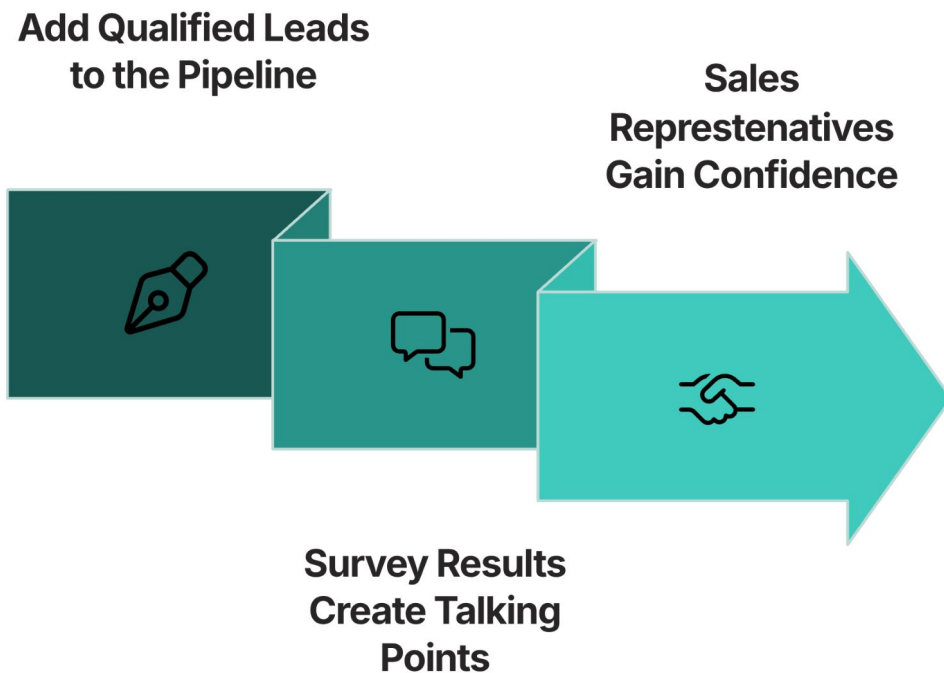 Add Qualified Leads
to the Pipeline
Survey Results
Create Talking
Points
Sales
Represtenatives
Gain Confidence